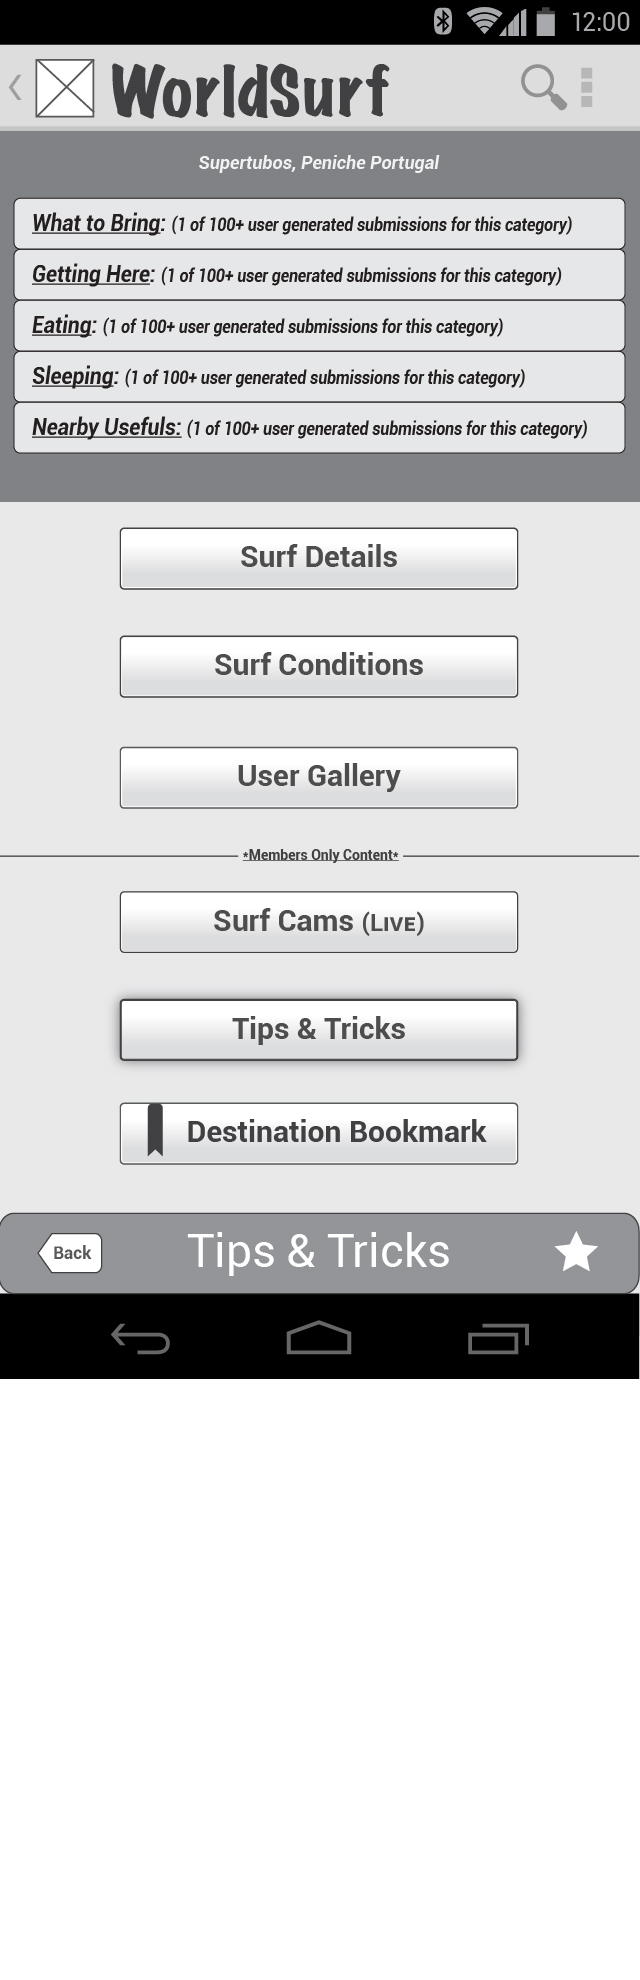 12:00
WorldSurf
Supertubos, Peniche Portugal
What to Bring: (1 of 100+ user generated submissions for this category)
Getting Here: (1 of 100+ user generated submissions for this category)
Eating: (1 of 100+ user generated submissions for this category)
Sleeping: (1 of 100+ user generated submissions for this category)
Nearby Usefuls: (1 of 100+ user generated submissions for this category)
Surf Details
Surf Conditions
User Gallery
*Members Only Content*
Surf Cams (Live)
Tips & Tricks
Destination Bookmark
Back Tips & Tricks